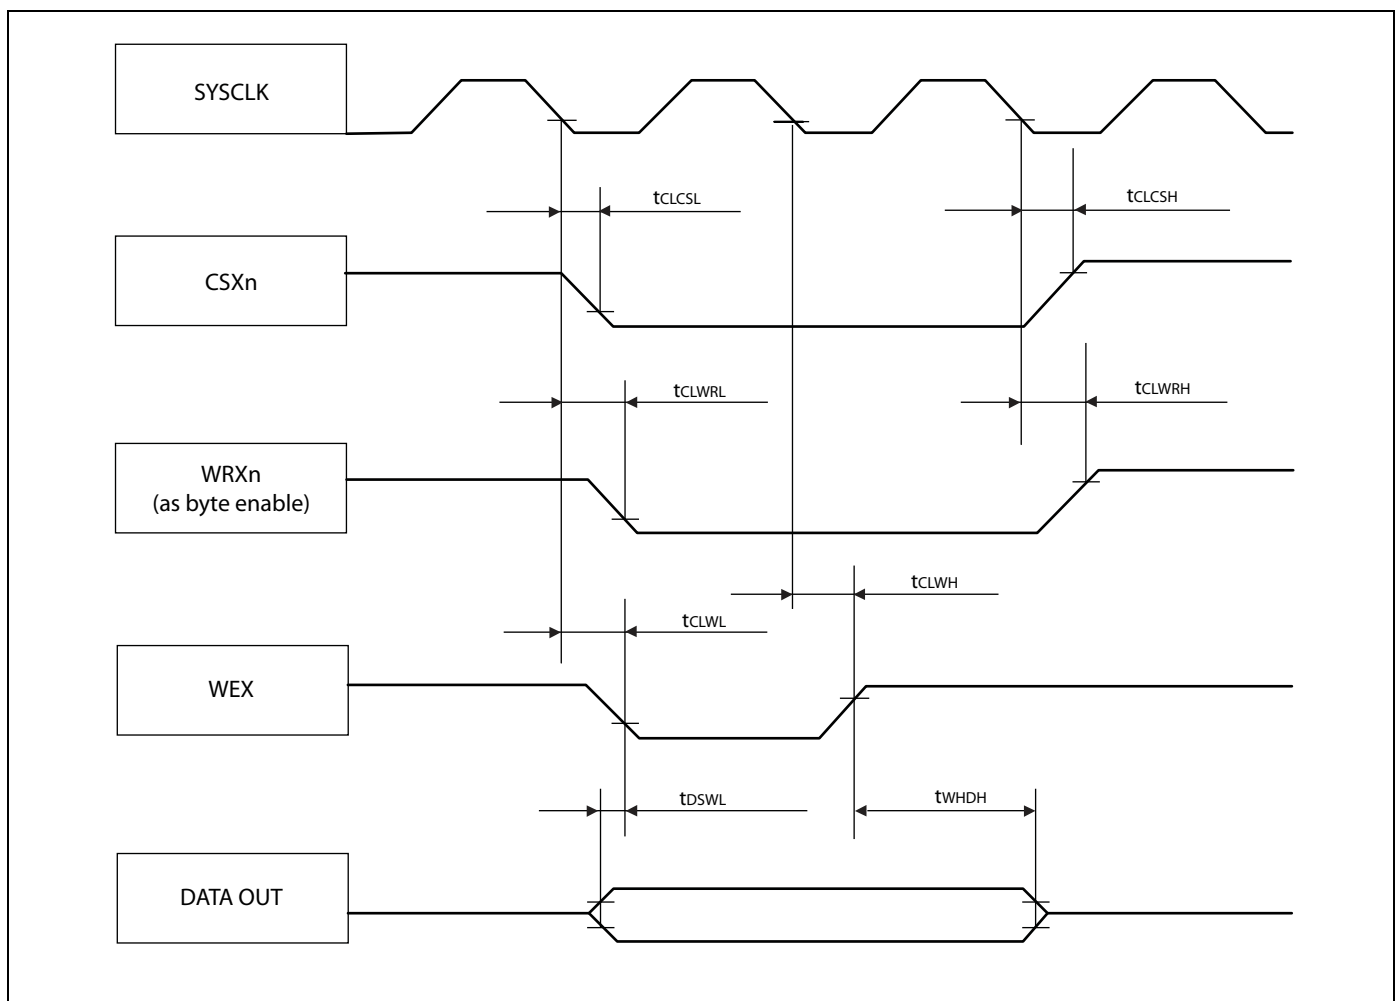 SYSCLK
tCLCSL
tCLCSH
CSXn
tCLWRL
tCLWRH
WRXn
(as byte enable)
tCLWH
tCLWL
WEX
tDSWL
tWHDH
DATA OUT